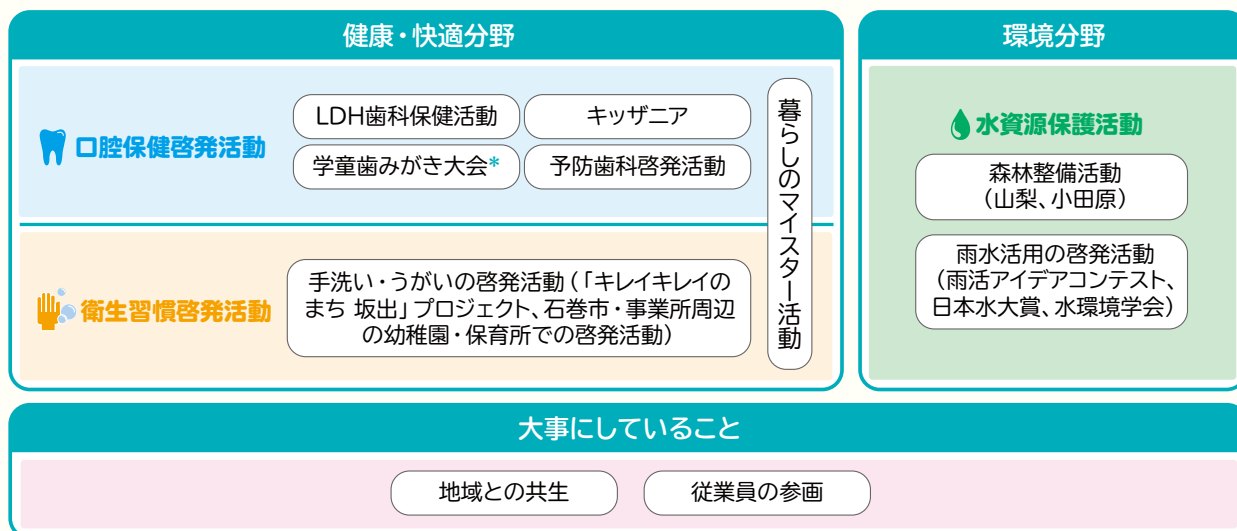 健康・快適分野
口腔保健啓発活動
LDH歯科保健活動
キッザニア
学童歯みがき大会*
予防歯科啓発活動
衛生習慣啓発活動
手洗い・うがいの啓発活動(「キレイキレイの
まち 坂出」プロジェクト、石巻市・事業所周辺
の幼稚園・保育所での啓発活動)
暮らしのマイスター活動
環境分野
水資源保護活動
森林整備活動
(山梨、小田原)
雨水活用の啓発活動
(雨活アイデアコンテスト、
日本水大賞、水環境学会)
大事にしていること
地域との共生
従業員の参画